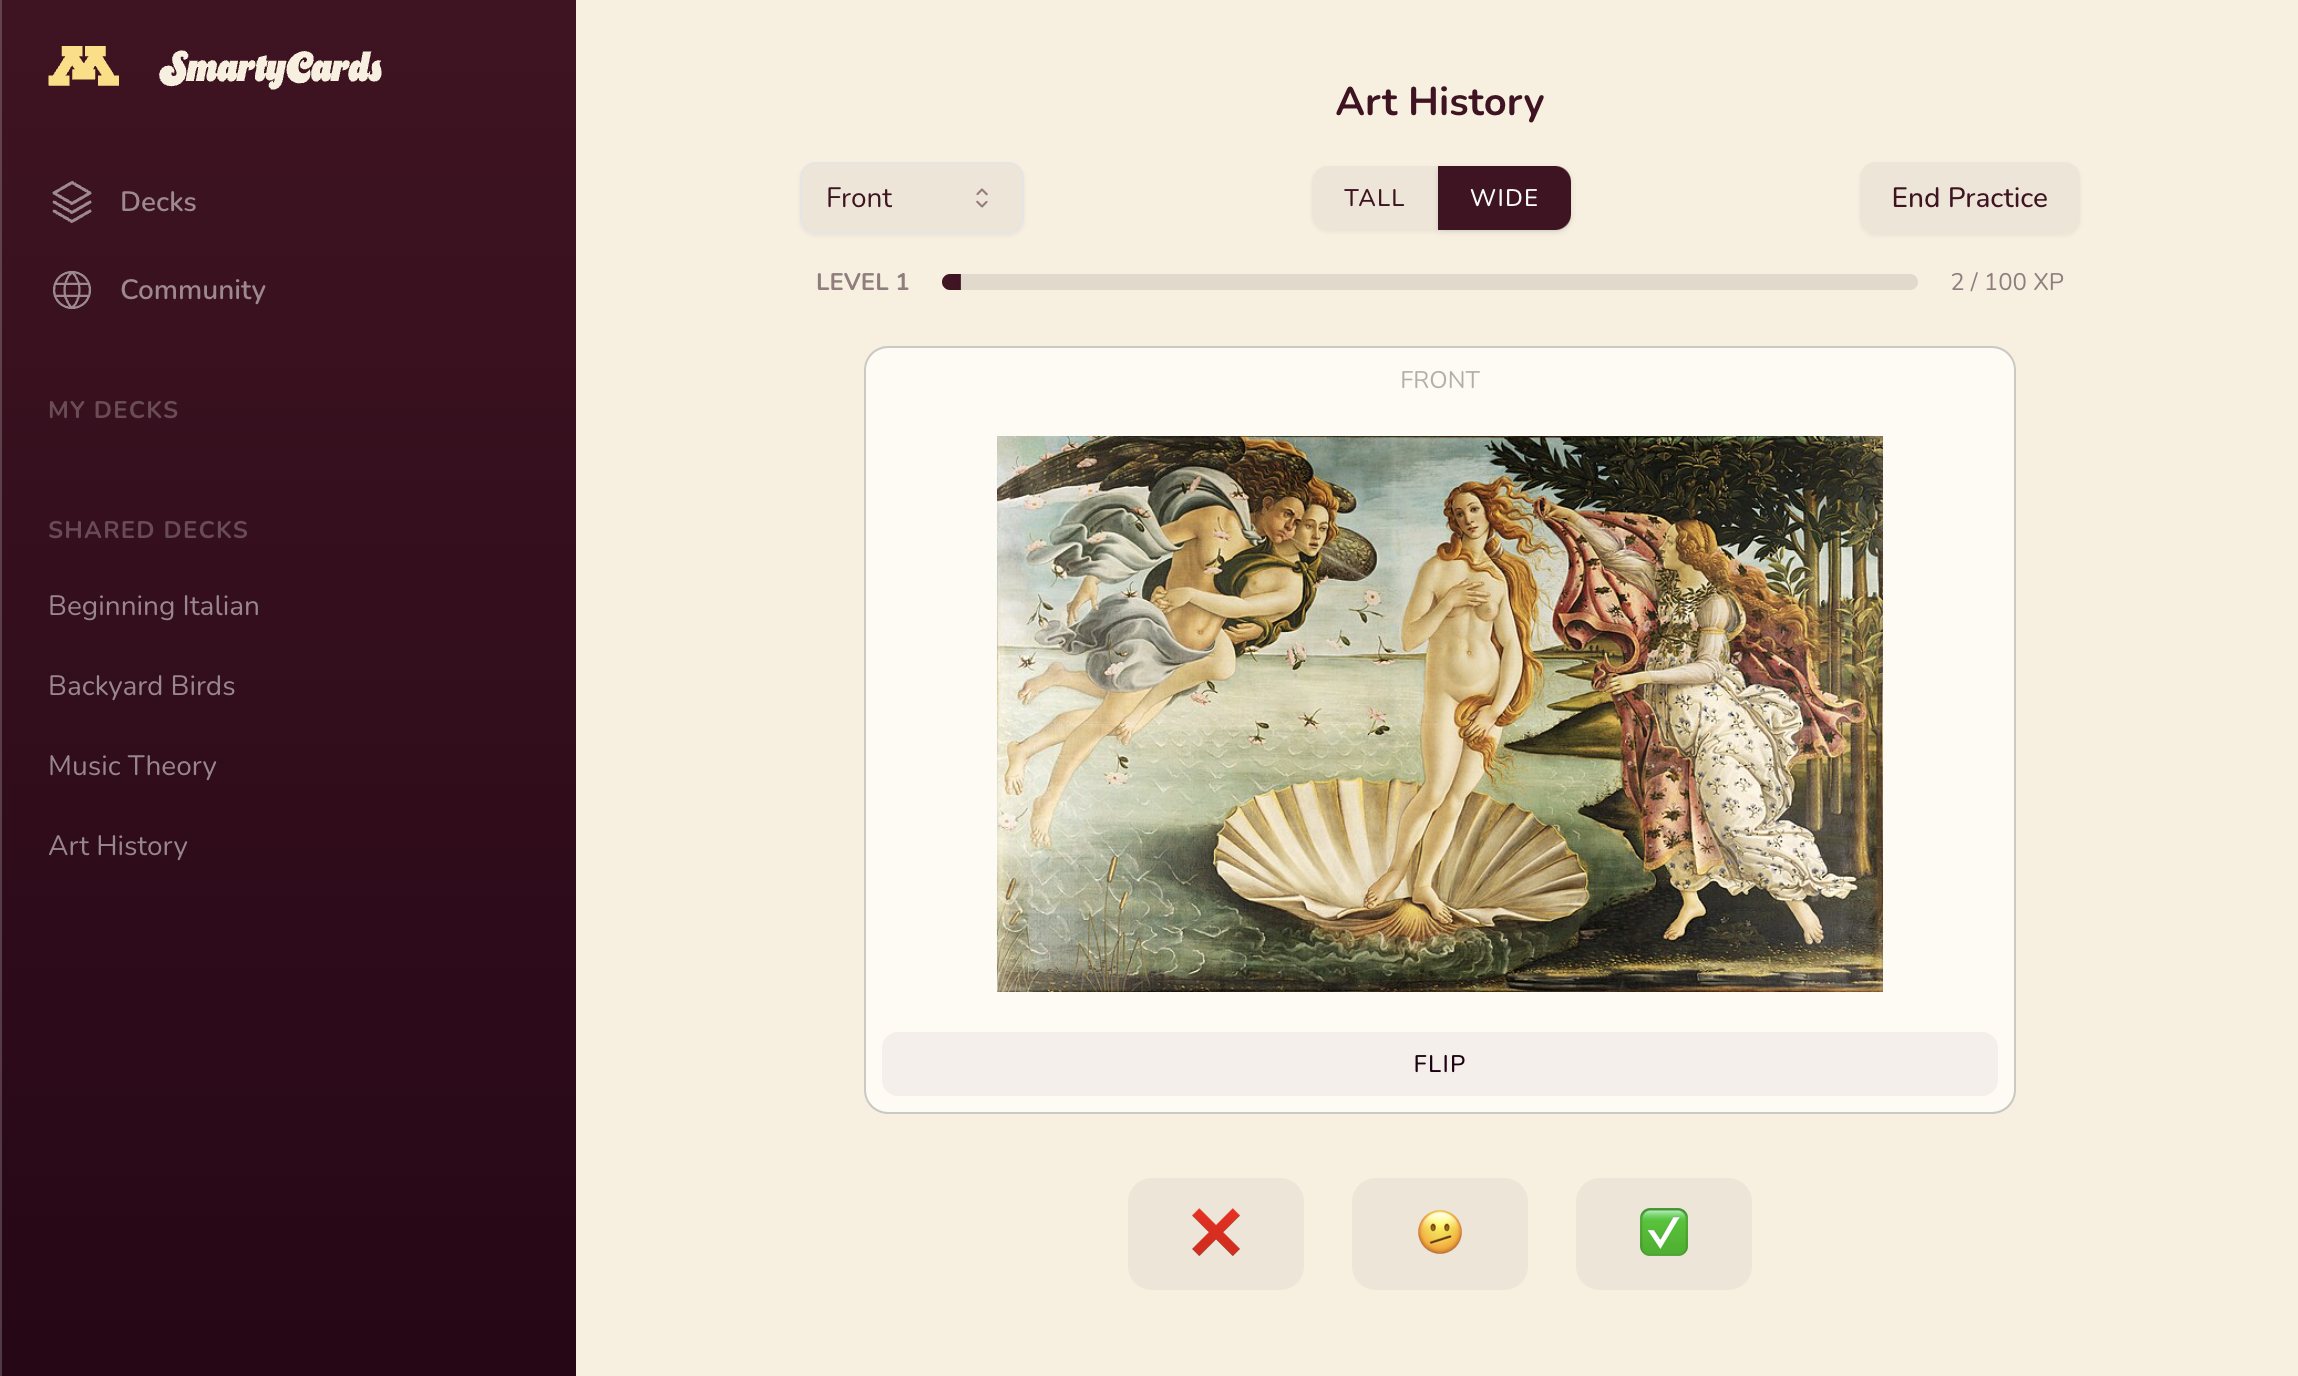 M
SmartyCards
Decks
Community
MY DECKS
SHARED DECKS
Beginning Italian
Backyard Birds
Music Theory
Art History
Art History
Front
TALL
WIDE
End Practice
LEVEL 1
2 / 100 XP
FRONT
FLIP